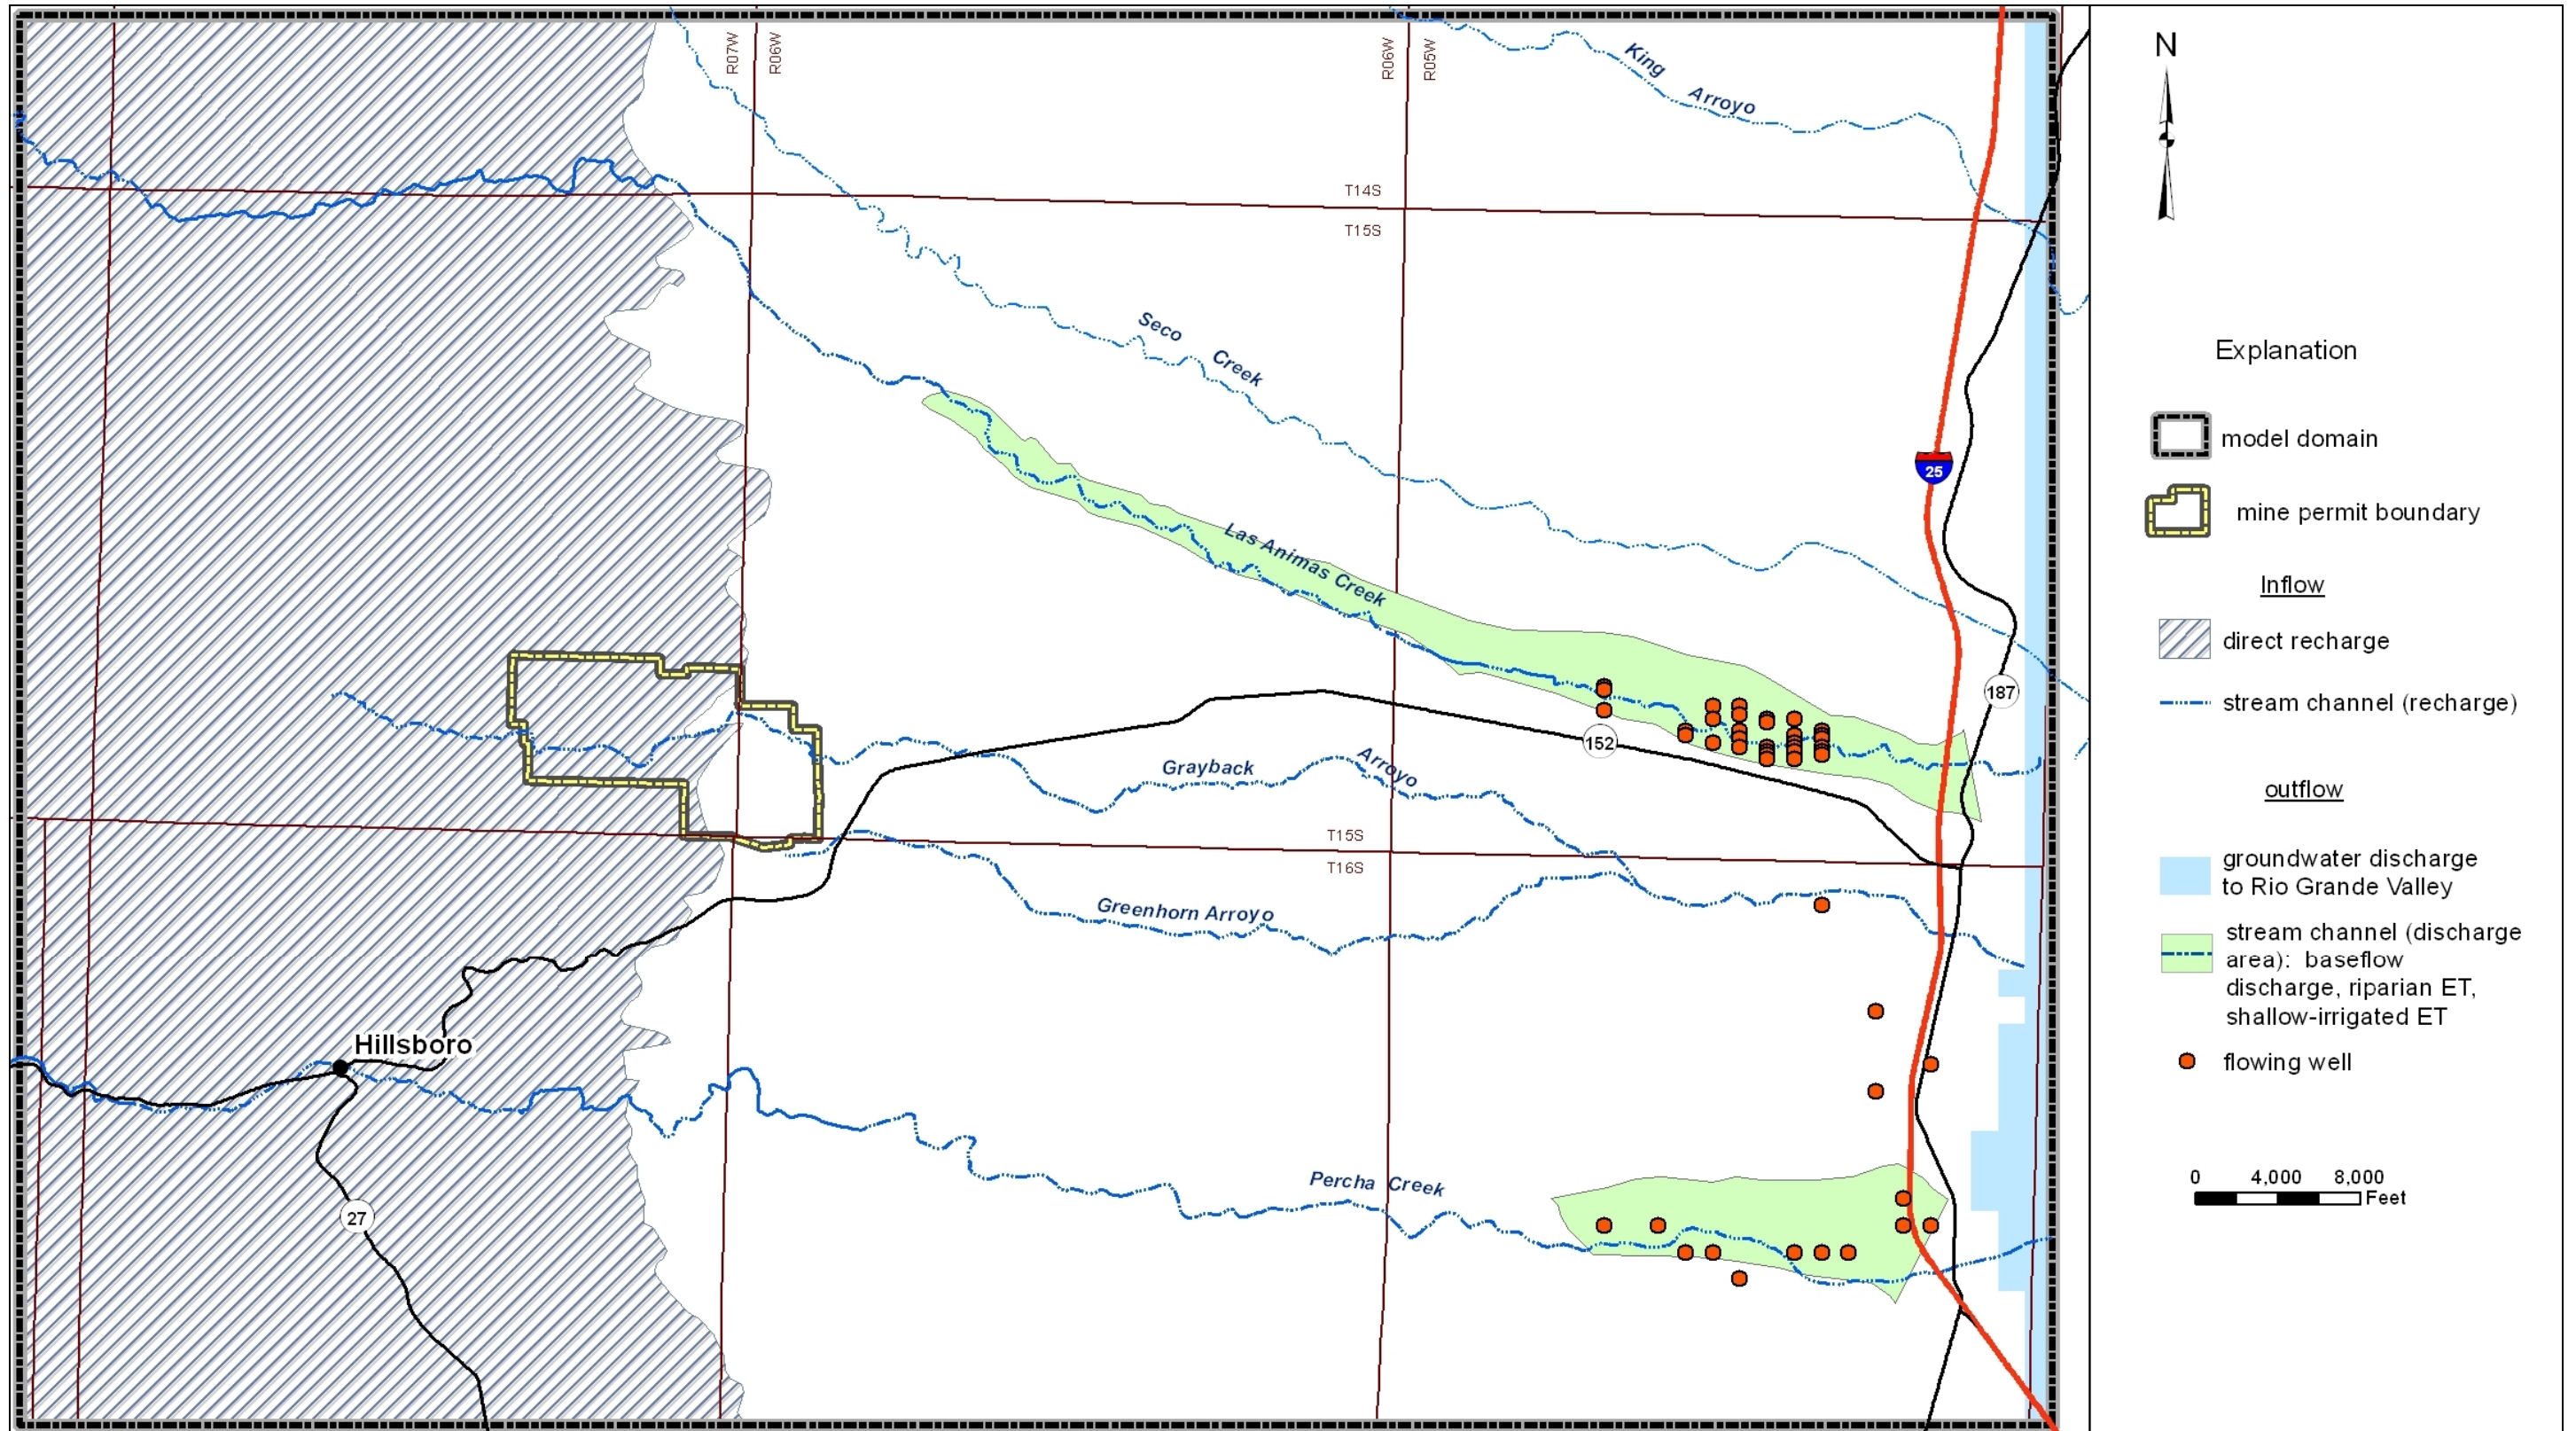 R07W
R06W
R06W
R05W
King
Arroyo
T14S
T15S
Seco
Creek
25
Las Animas Creek
187
152
Grayback
Arroyo
T15S
T16S
Greenhorn Arroyo
Hillsboro
Percha Creek
27
N
Explanation
model domain
mine permit boundary
Inflow
direct recharge
stream channel (recharge)
outflow
groundwater discharge
to Rio Grande Valley
stream channel (discharge
area): baseflow
discharge, riparian ET,
shallow-irrigated ET
flowing well
0 4,000 8,000
Feet